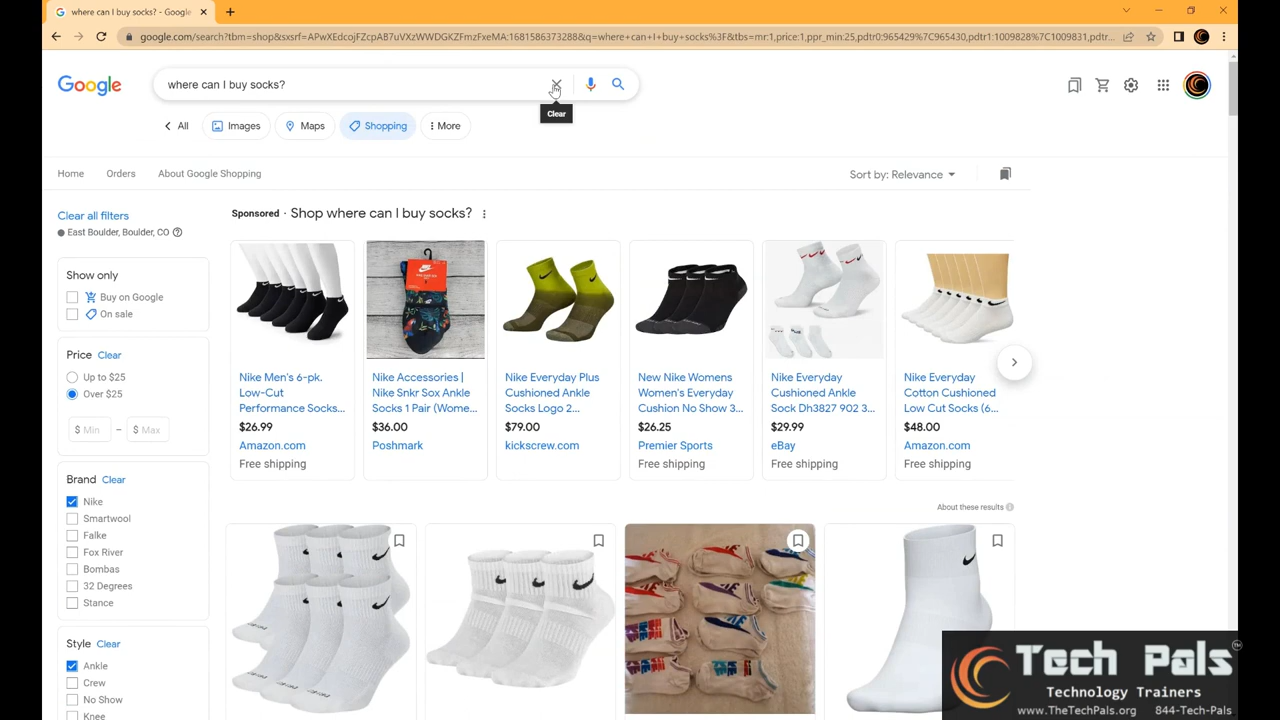 where can I buy socks? - Google
google.com/search?tbm=shop&sxsrf=APwXEdcojFZcpAB7uVXzWWDGKZFmzFxeMA:1681586373288&q=where+can+I+buy+socks%3F&tbs=mr:1,price:1,ppr_min:25,pdtr0:965429%7C965430,pdtr1:1009828%7C1009831,pdtr...
Google
where can I buy socks?
Clear
All
Images
Maps
Shopping
More
Home
Orders
About Google Shopping
Sort by: Relevance
Clear all filters
East Boulder, Boulder, CO
Show only
Buy on Google
On sale
Price Clear
Up to $25
Over $25
$ Min – $ Max
Brand Clear
Nike
Smartwool
Falke
Fox River
Bombas
32 Degrees
Stance
Style Clear
Ankle
Crew
No Show
Knee
Sponsored · Shop where can I buy socks?
Nike Men's 6-pk.
Low-Cut
Performance Socks...
$26.99
Amazon.com
Free shipping
Nike Accessories |
Nike Snkr Sox Ankle
Socks 1 Pair (Wome...
$36.00
Poshmark
Nike Everyday Plus
Cushioned Ankle
Socks Logo 2...
$79.00
kickscrew.com
New Nike Womens
Women's Everyday
Cushion No Show 3...
$26.25
Premier Sports
Free shipping
Nike Everyday
Cushioned Ankle
Sock Dh3827 902 3...
$29.99
eBay
Free shipping
Nike Everyday
Cotton Cushioned
Low Cut Socks (6...
$48.00
Amazon.com
Free shipping
About these results
Tech Pals™
Technology Trainers
www.TheTechPals.org 844-Tech-Pals